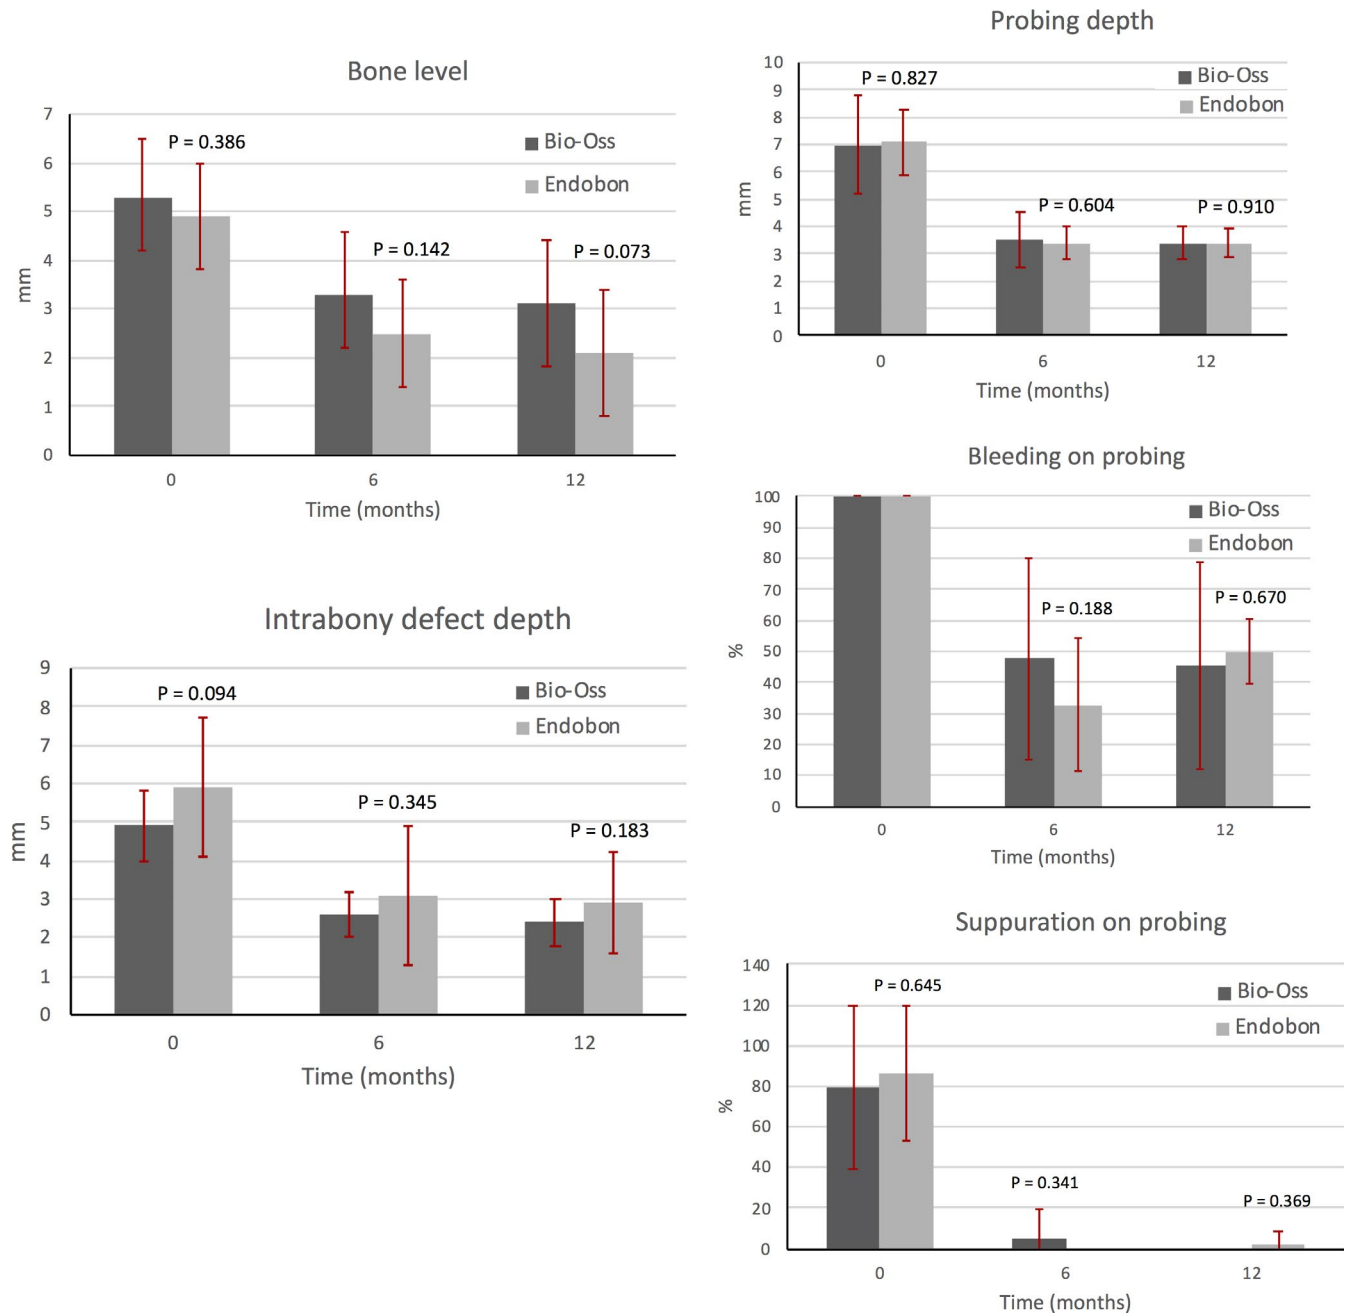 Bone level
7
6
5
4
3
2
1
0
mm
P = 0.386
P = 0.142
P = 0.073
Bio-Oss
Endobon
0 6 12
Time (months)
Intrabony defect depth
9
8
7
6
5
4
3
2
1
0
mm
P = 0.094
P = 0.345
P = 0.183
Bio-Oss
Endobon
0 6 12
Time (months)
Probing depth
10
9
8
7
6
5
4
3
2
1
0
mm
P = 0.827
P = 0.604
P = 0.910
Bio-Oss
Endobon
0 6 12
Time (months)
Bleeding on probing
100
90
80
70
60
50
40
30
20
10
0
%
P = 0.188
P = 0.670
Bio-Oss
Endobon
0 6 12
Time (months)
Suppuration on probing
140
120
100
80
60
40
20
0
%
P = 0.645
P = 0.341
P = 0.369
Bio-Oss
Endobon
0 6 12
Time (months)